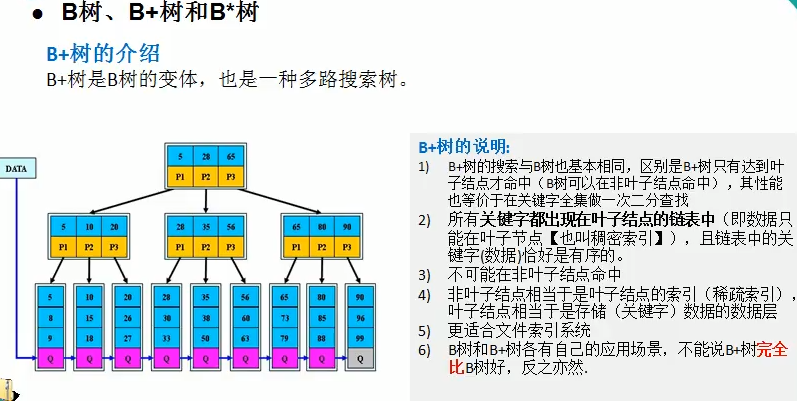 ● B树、B+树和B*树
B+树的介绍
B+树是B树的变体，也是一种多路搜索树。
5 28 65
P1 P2 P3
DATA
5 10 20 28 35 56 65 80 90
P1 P2 P3 P1 P2 P3 P1 P2 P3
5 10 20 28 35 56 65 80 90
8 15 26 30 38 60 73 85 96
9 18 27 33 50 63 79 88 99
Q Q Q Q Q Q Q Q Q
B+树的说明:
1) B+树的搜索与B树也基本相同，区别是B+树只有达到叶
子结点才命中（B树可以在非叶子结点命中），其性能
也等价于在关键字全集做一次二分查找
2) 所有关键字都出现在叶子结点的链表中（即数据只
能在叶子节点【也叫稠密索引】），且链表中的关
键字(数据)恰好是有序的。
3) 不可能在非叶子结点命中
4) 非叶子结点相当于是叶子结点的索引（稀疏索引），
叶子结点相当于是存储（关键字）数据的数据层
5) 更适合文件索引系统
6) B树和B+树各有自己的应用场景，不能说B+树完全
比B树好，反之亦然.